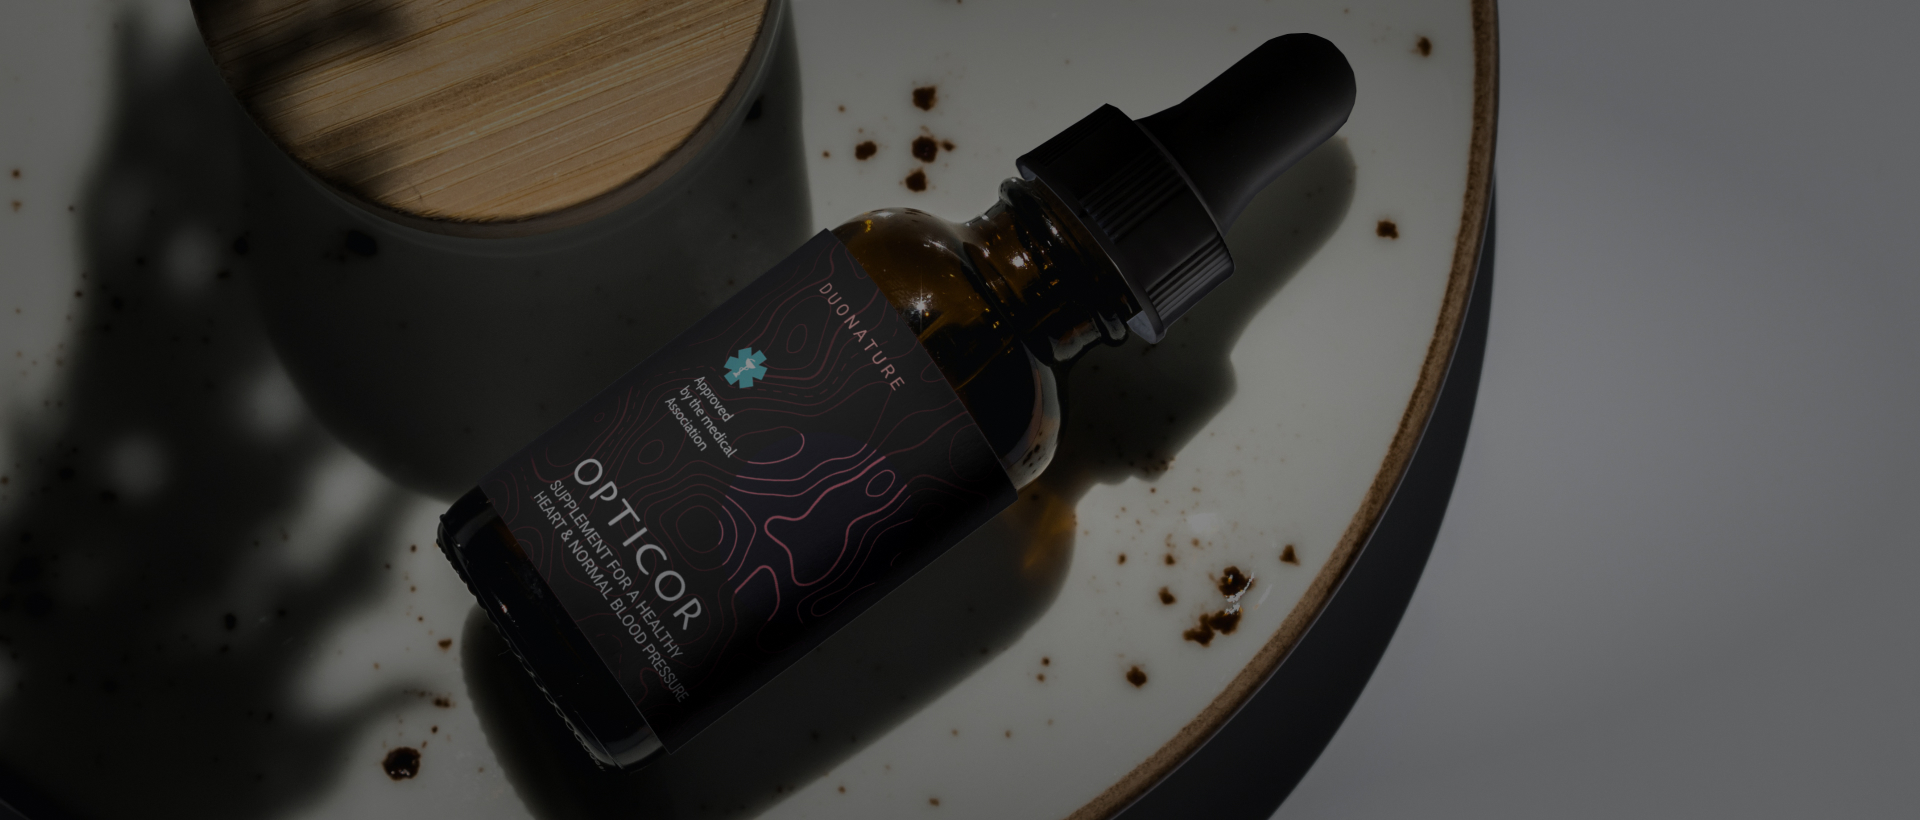 DUONATURE
Approved
by the medical
Association
OPTICOR
SUPPLEMENT FOR A HEALTHY
HEART & NORMAL BLOOD PRESSURE